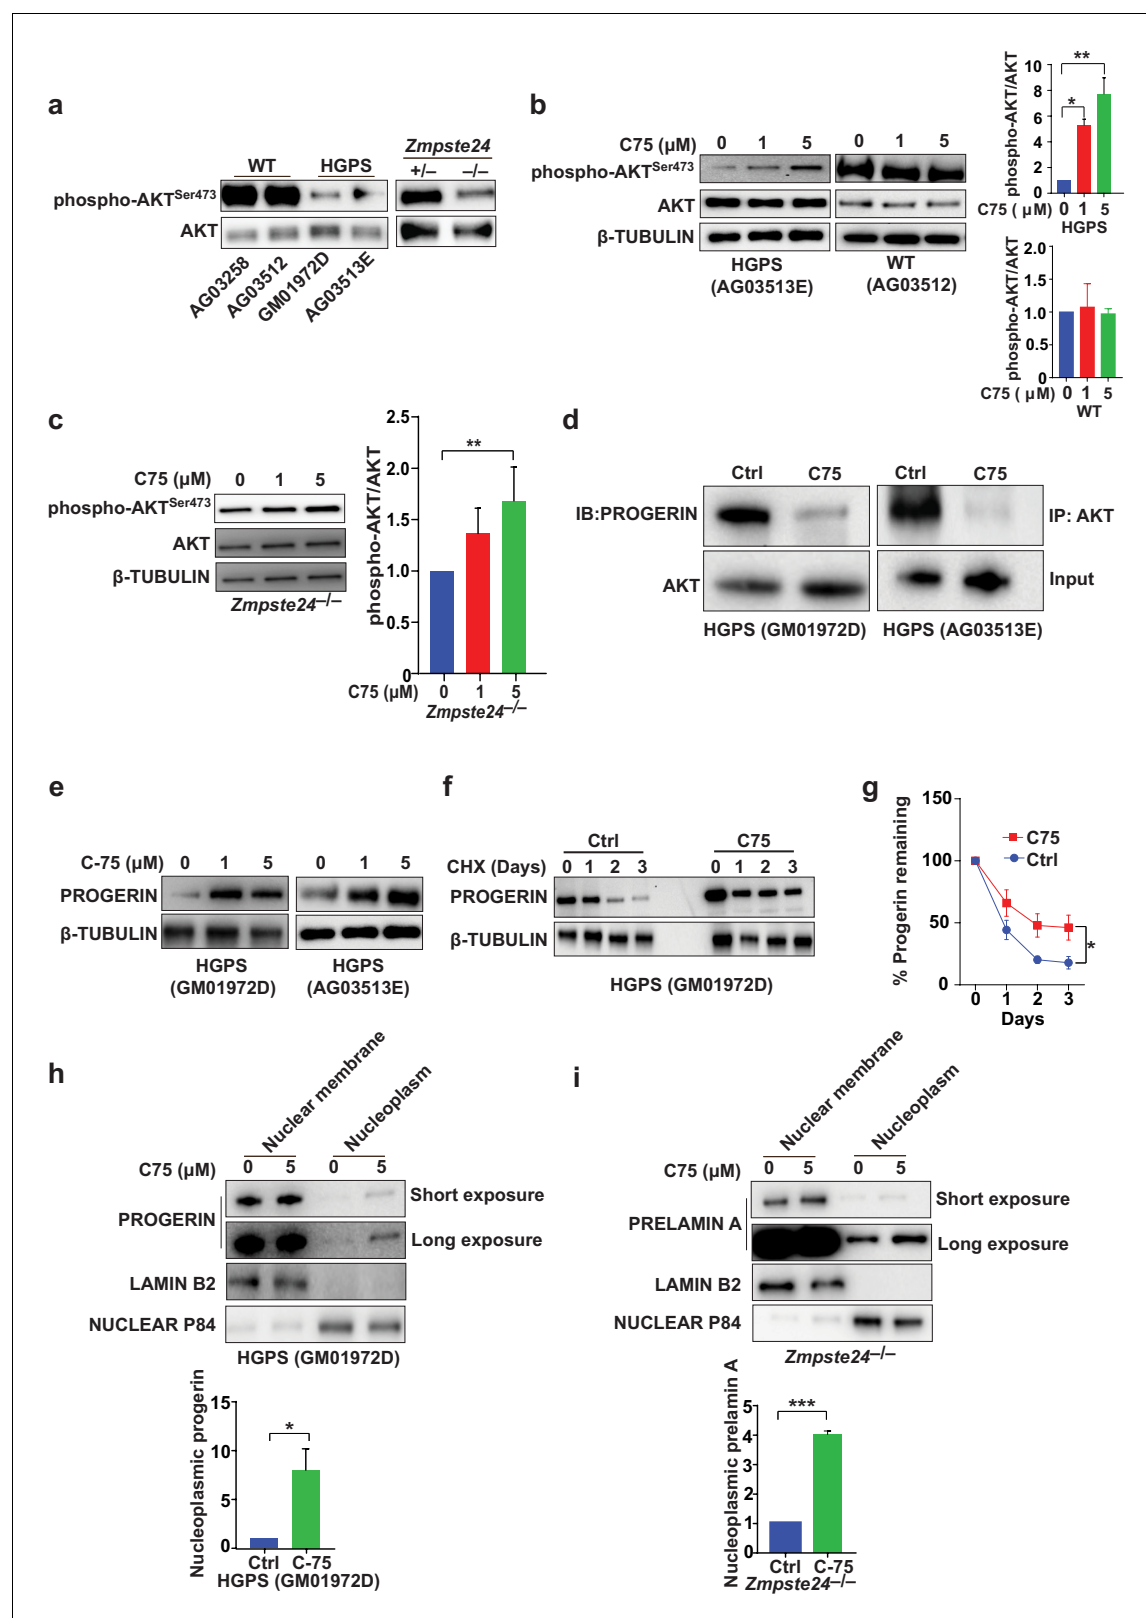 a
WT HGPS Zmpste24
+/– –/–
phospho-AKTSer473
AKT
AG03258 AG03512 GM01972D AG03513E
b
C75 (µM) 0 1 5 0 1 5
phospho-AKTSer473
AKT
β-TUBULIN
HGPS (AG03513E)
WT (AG03512)
phospho-AKT/AKT
10
8
6
4
2
0
* **
C75 ( µM) 0 1 5
HGPS
phospho-AKT/AKT
2.0
1.5
1.0
0.5
0
C75 ( µM) 0 1 5
WT
c
C75 (µM) 0 1 5
phospho-AKTSer473
AKT
β-TUBULIN
Zmpste24–/–
phospho-AKT/AKT
2.5
2.0
1.5
1.0
0.5
0
**
C75 (µM) 0 1 5
Zmpste24–/–
d
Ctrl C75 Ctrl C75
IB:PROGERIN IP: AKT
AKT Input
HGPS (GM01972D) HGPS (AG03513E)
e
C-75 (µM) 0 1 5 0 1 5
PROGERIN
β-TUBULIN
HGPS (GM01972D)
HGPS (AG03513E)
f
Ctrl C75
CHX (Days) 0 1 2 3 0 1 2 3
PROGERIN
β-TUBULIN
HGPS (GM01972D)
g
% Progerin remaining
150
100
50
0
C75
Ctrl
*
0 1 2 3
Days
h
Nuclear membrane Nucleoplasm
C75 (µM) 0 5 0 5
PROGERIN
Short exposure
Long exposure
LAMIN B2
NUCLEAR P84
HGPS (GM01972D)
Nucleoplasmic progerin
15
10
5
0
*
Ctrl C-75
HGPS (GM01972D)
i
Nuclear membrane Nucleoplasm
C75 (µM) 0 5 0 5
PRELAMIN A
Short exposure
Long exposure
LAMIN B2
NUCLEAR P84
Zmpste24–/–
Nucleoplasmic prelamin A
5
4
3
2
1
0
***
Ctrl C-75
Zmpste24–/–